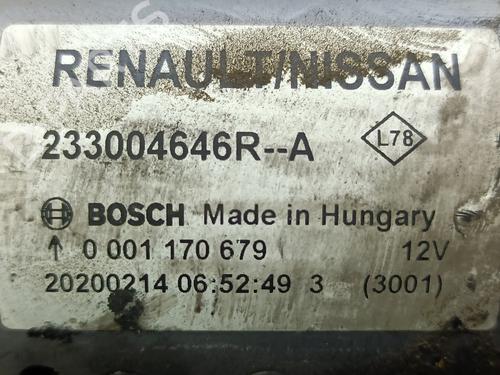 RENAULT/NISSAN
233004646R--A
L78
BOSCH Made in Hungary
↑ 0 001 170 679 12V
20200214 06:52:49 3 (3001)